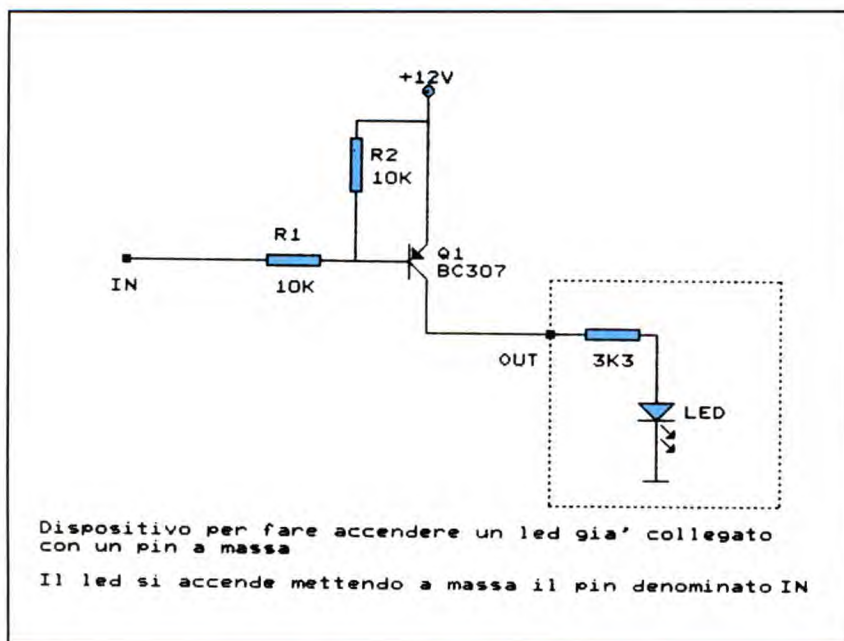 +12V
R2
10K
R1
10K
Q1
BC307
IN
OUT
3K3
LED
Dispositivo per fare accendere un led gia' collegato
con un pin a massa
Il led si accende mettendo a massa il pin denominato IN